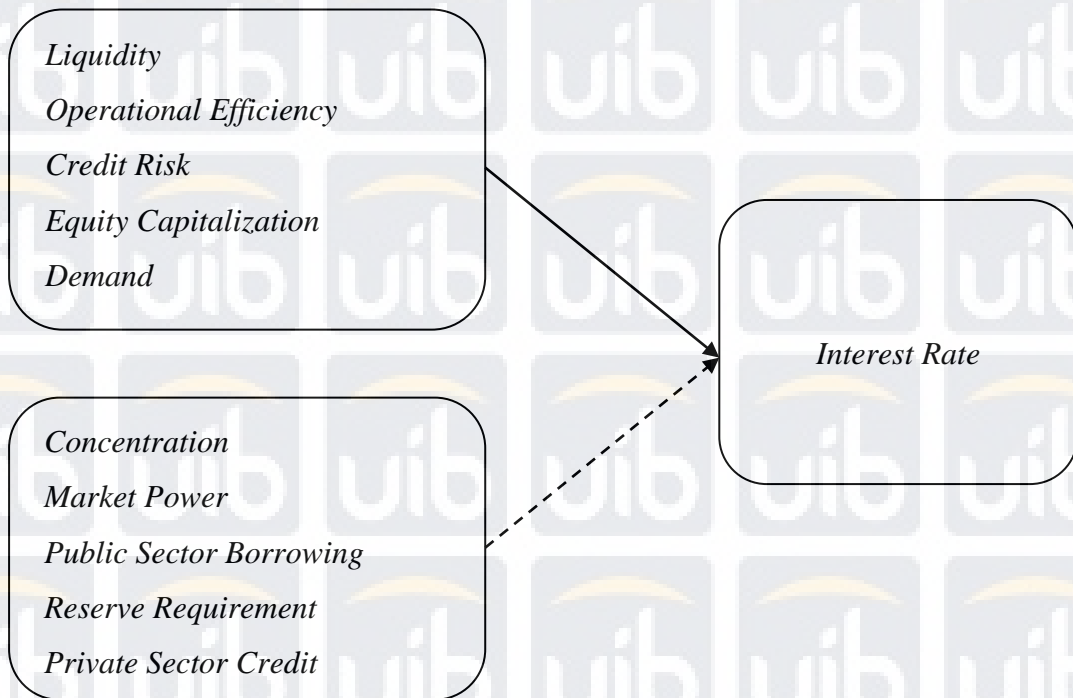 Liquidity
Operational Efficiency
Credit Risk
Equity Capitalization
Demand
Interest Rate
Concentration
Market Power
Public Sector Borrowing
Reserve Requirement
Private Sector Credit
uib